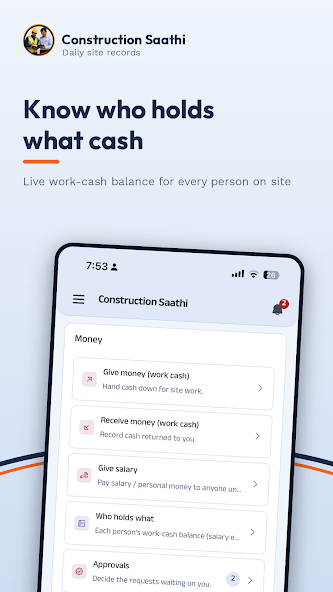 Construction Saathi
Daily site records
Know who holds
what cash
Live work-cash balance for every person on site
7:53
26
Construction Saathi
2
Money
Give money (work cash)
Hand cash down for site work.
Receive money (work cash)
Record cash returned to you.
Give salary
Pay salary / personal money to anyone un...
Who holds what
Each person's work-cash balance (salary e...
Approvals
Decide the requests waiting on you.
2